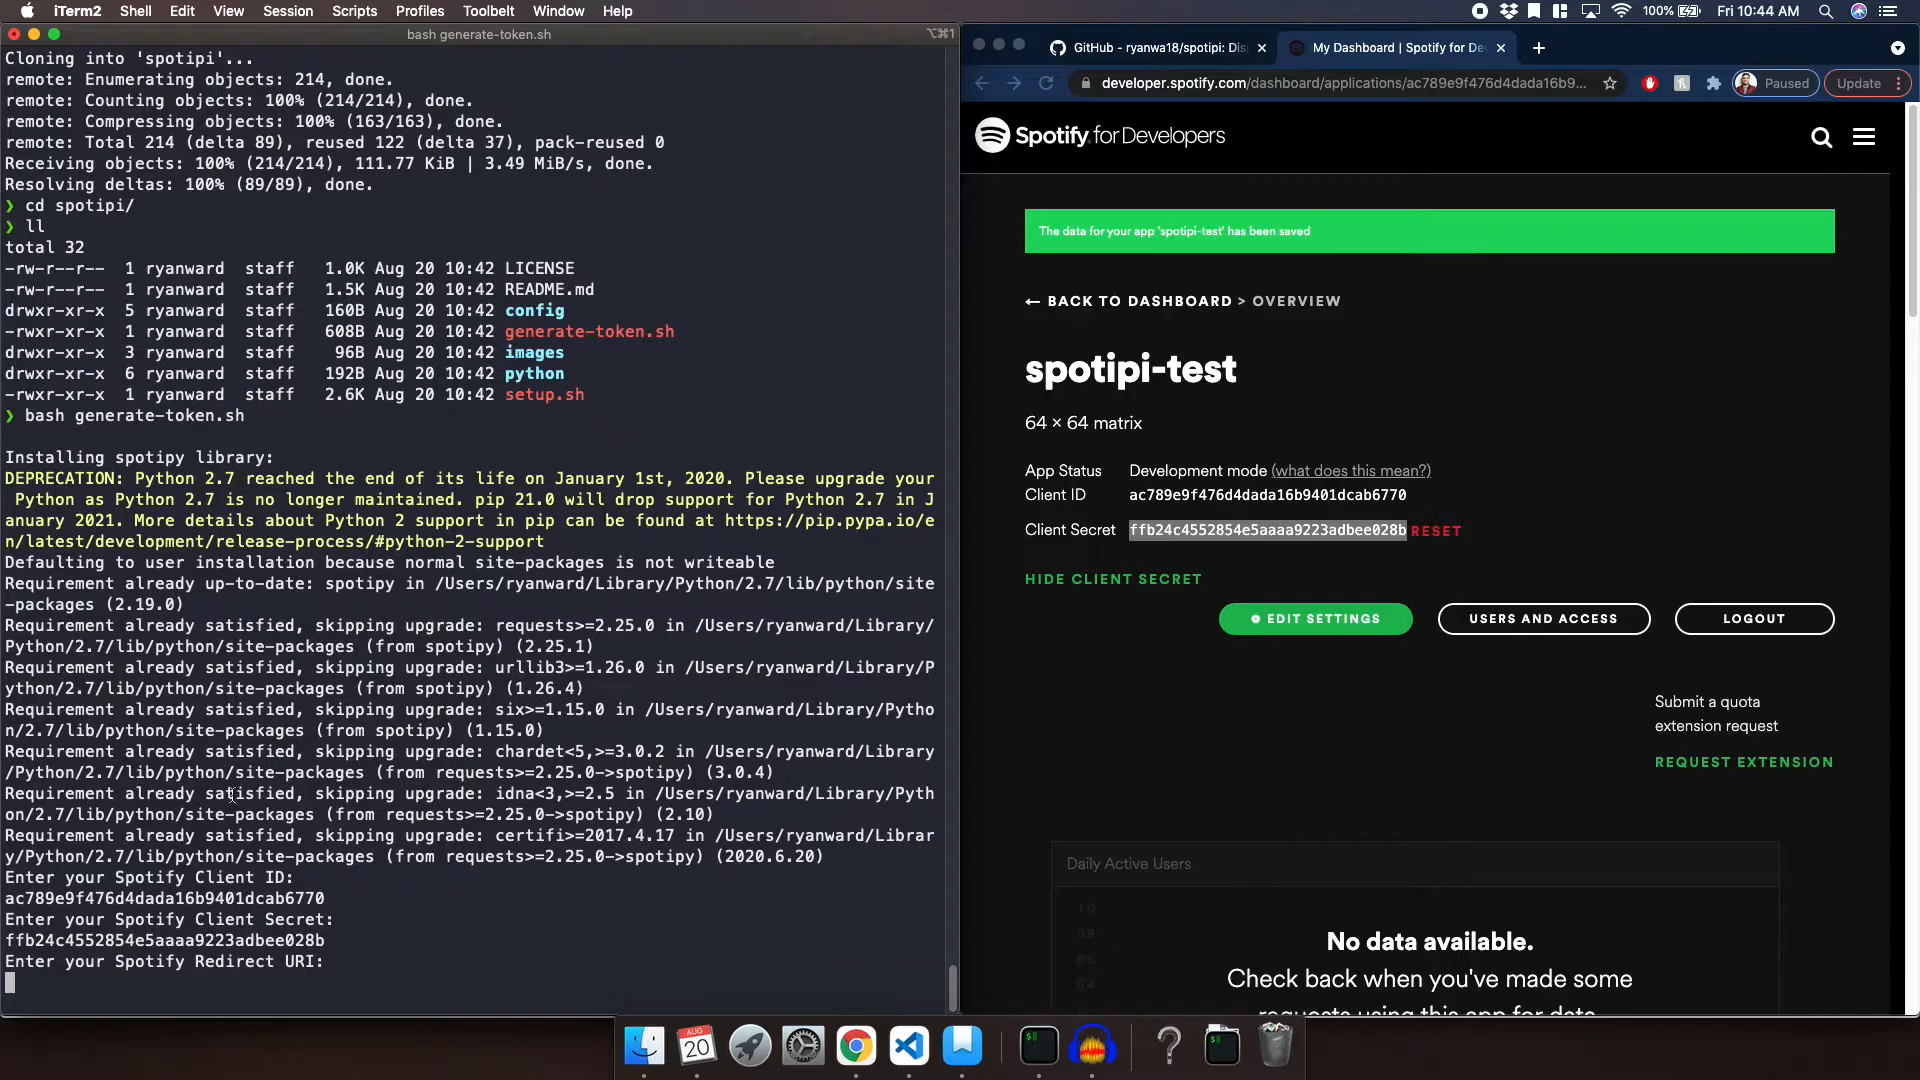 iTerm2 Shell Edit View Session Scripts Profiles Toolbelt Window Help
100% Fri 10:44 AM
bash generate-token.sh
⌥⌘1
Cloning into 'spotipi'...
remote: Enumerating objects: 214, done.
remote: Counting objects: 100% (214/214), done.
remote: Compressing objects: 100% (163/163), done.
remote: Total 214 (delta 89), reused 122 (delta 37), pack-reused 0
Receiving objects: 100% (214/214), 111.77 KiB | 3.49 MiB/s, done.
Resolving deltas: 100% (89/89), done.
❯ cd spotipi/
❯ ll
total 32
-rw-r--r-- 1 ryanward staff 1.0K Aug 20 10:42 LICENSE
-rw-r--r-- 1 ryanward staff 1.5K Aug 20 10:42 README.md
drwxr-xr-x 5 ryanward staff 160B Aug 20 10:42 config
-rwxr-xr-x 1 ryanward staff 608B Aug 20 10:42 generate-token.sh
drwxr-xr-x 3 ryanward staff 96B Aug 20 10:42 images
drwxr-xr-x 6 ryanward staff 192B Aug 20 10:42 python
-rwxr-xr-x 1 ryanward staff 2.6K Aug 20 10:42 setup.sh
❯ bash generate-token.sh
Installing spotipy library:
DEPRECATION: Python 2.7 reached the end of its life on January 1st, 2020. Please upgrade your
Python as Python 2.7 is no longer maintained. pip 21.0 will drop support for Python 2.7 in J
anuary 2021. More details about Python 2 support in pip can be found at https://pip.pypa.io/e
n/latest/development/release-process/#python-2-support
Defaulting to user installation because normal site-packages is not writeable
Requirement already up-to-date: spotipy in /Users/ryanward/Library/Python/2.7/lib/python/site
-packages (2.19.0)
Requirement already satisfied, skipping upgrade: requests>=2.25.0 in /Users/ryanward/Library/
Python/2.7/lib/python/site-packages (from spotipy) (2.25.1)
Requirement already satisfied, skipping upgrade: urllib3>=1.26.0 in /Users/ryanward/Library/P
ython/2.7/lib/python/site-packages (from spotipy) (1.26.4)
Requirement already satisfied, skipping upgrade: six>=1.15.0 in /Users/ryanward/Library/Pytho
n/2.7/lib/python/site-packages (from spotipy) (1.15.0)
Requirement already satisfied, skipping upgrade: chardet<5,>=3.0.2 in /Users/ryanward/Library
/Python/2.7/lib/python/site-packages (from requests>=2.25.0->spotipy) (3.0.4)
Requirement already satisfied, skipping upgrade: idna<3,>=2.5 in /Users/ryanward/Library/Pyth
on/2.7/lib/python/site-packages (from requests>=2.25.0->spotipy) (2.10)
Requirement already satisfied, skipping upgrade: certifi>=2017.4.17 in /Users/ryanward/Librar
y/Python/2.7/lib/python/site-packages (from requests>=2.25.0->spotipy) (2020.6.20)
Enter your Spotify Client ID:
ac789e9f476d4dada16b9401dcab6770
Enter your Spotify Client Secret:
ffb24c4552854e5aaaa9223adbee028b
Enter your Spotify Redirect URI:
GitHub - ryanwa18/spotipi: Dis
My Dashboard | Spotify for De
developer.spotify.com/dashboard/applications/ac789e9f476d4dada16b9...
Paused
Update
Spotify for Developers
The data for your app 'spotipi-test' has been saved
← BACK TO DASHBOARD > OVERVIEW
spotipi-test
64 x 64 matrix
App Status Development mode (what does this mean?)
Client ID ac789e9f476d4dada16b9401dcab6770
Client Secret ffb24c4552854e5aaaa9223adbee028b RESET
HIDE CLIENT SECRET
EDIT SETTINGS
USERS AND ACCESS
LOGOUT
Submit a quota
extension request
REQUEST EXTENSION
Daily Active Users
1.0
0.8
0.4
No data available.
Check back when you've made some
requests using this app for data
AUG
20